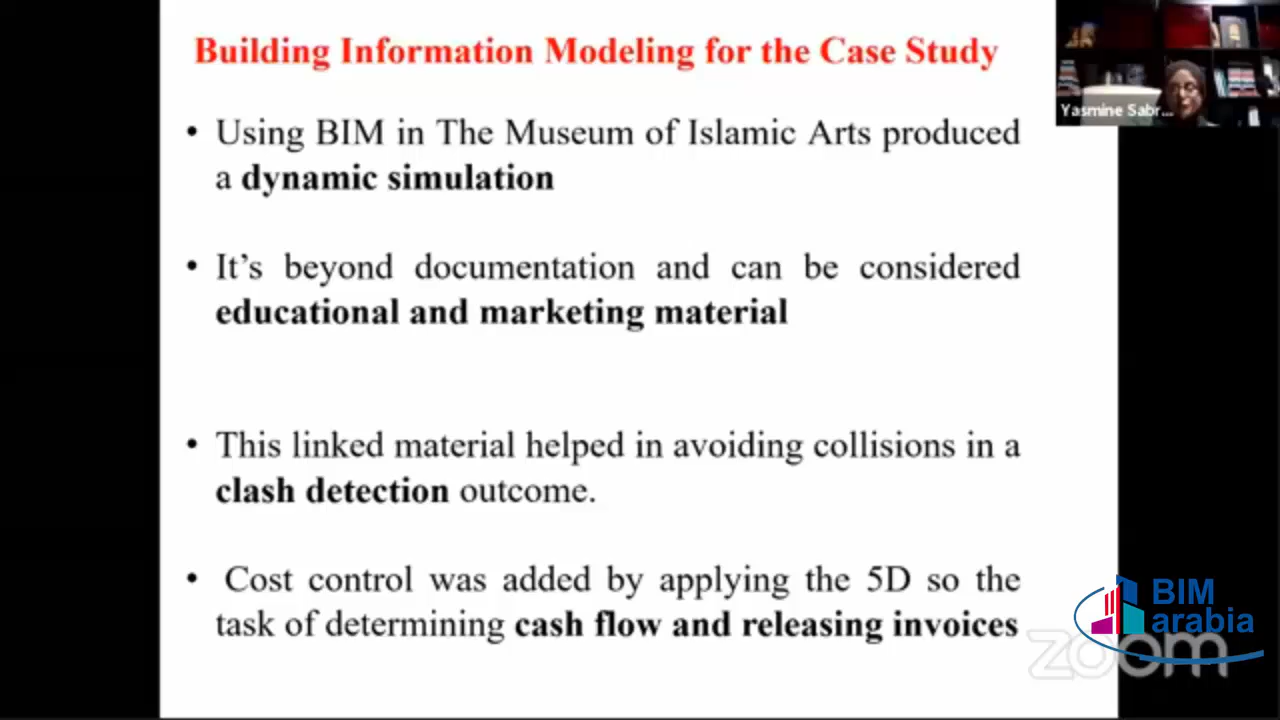 Building Information Modeling for the Case Study
Yasmine Sabr...
• Using BIM in The Museum of Islamic Arts produced
a dynamic simulation
• It’s beyond documentation and can be considered
educational and marketing material
• This linked material helped in avoiding collisions in a
clash detection outcome.
• Cost control was added by applying the 5D so the
task of determining cash flow and releasing invoices
BIM
arabia
zoom